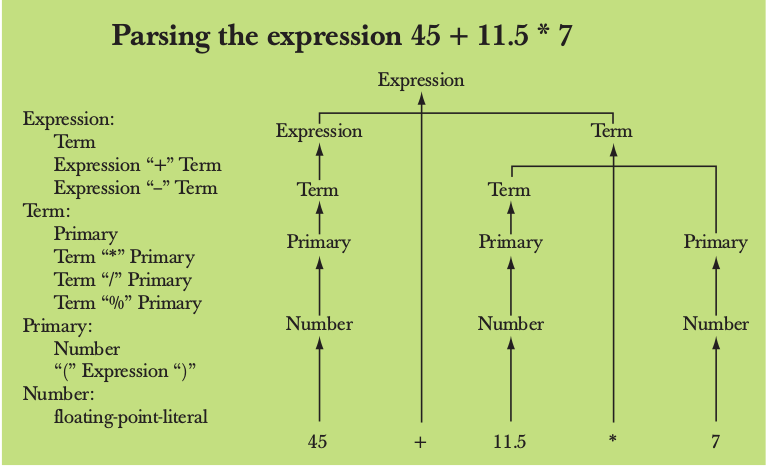 Parsing the expression 45 + 11.5 * 7
Expression
Expression:
Term
Expression “+” Term
Expression “–” Term
Term:
Primary
Term “*” Primary
Term “/” Primary
Term “%” Primary
Primary:
Number
“(” Expression “)”
Number:
floating-point-literal
Expression Term
Term Term
Primary Primary Primary
Number Number Number
45 + 11.5 * 7